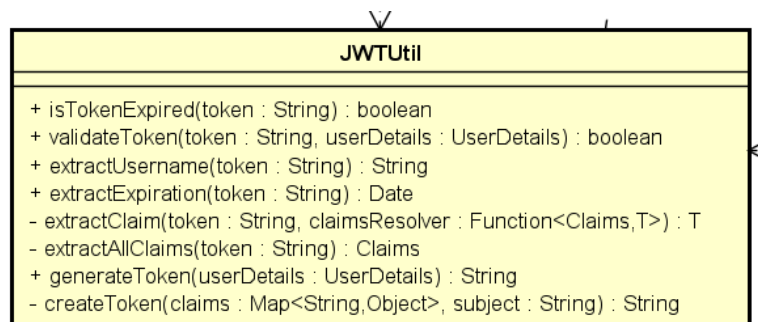 JWTUtil
+ isTokenExpired(token : String) : boolean
+ validateToken(token : String, userDetails : UserDetails) : boolean
+ extractUsername(token : String) : String
+ extractExpiration(token : String) : Date
- extractClaim(token : String, claimsResolver : Function<Claims,T>) : T
- extractAllClaims(token : String) : Claims
+ generateToken(userDetails : UserDetails) : String
- createToken(claims : Map<String,Object>, subject : String) : String